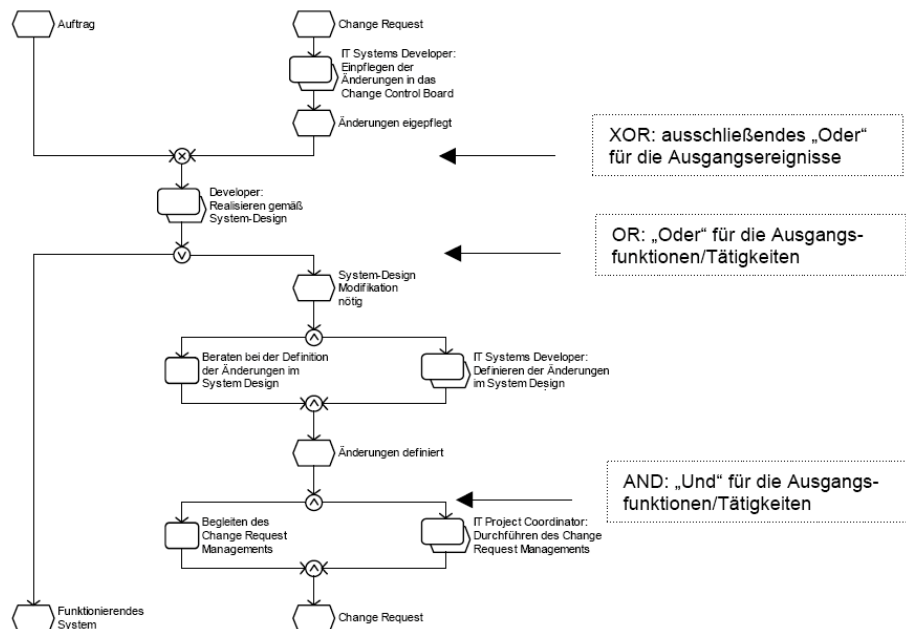 Auftrag
Change Request
IT Systems Developer:
Einpflegen der
Änderungen in das
Change Control Board
Änderungen eigepflegt
XOR: ausschließendes „Oder“
für die Ausgangsereignisse
Developer:
Realisieren gemäß
System-Design
OR: „Oder“ für die Ausgangs-
funktionen/Tätigkeiten
System-Design
Modifikation
nötig
Beraten bei der Definition
der Änderungen im
System Design
IT Systems Developer:
Definieren der Änderungen
im System Design
Änderungen definiert
AND: „Und“ für die Ausgangs-
funktionen/Tätigkeiten
Begleiten des
Change Request
Managements
IT Project Coordinator:
Durchführen des Change
Request Managements
Funktionierendes
System
Change Request